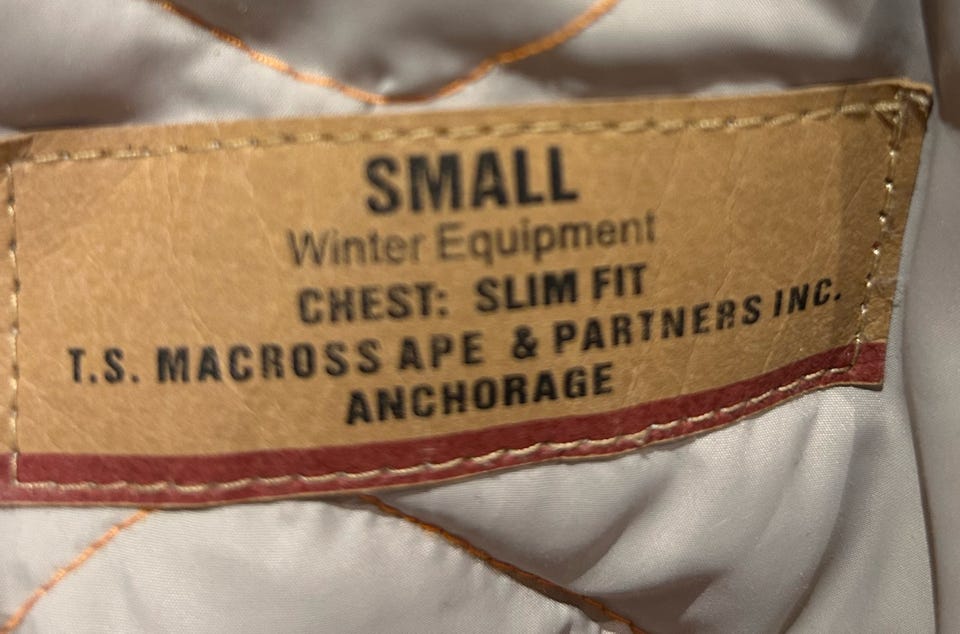 SMALL
Winter Equipment
CHEST: SLIM FIT
T.S. MACROSS APE & PARTNERS INC.
ANCHORAGE